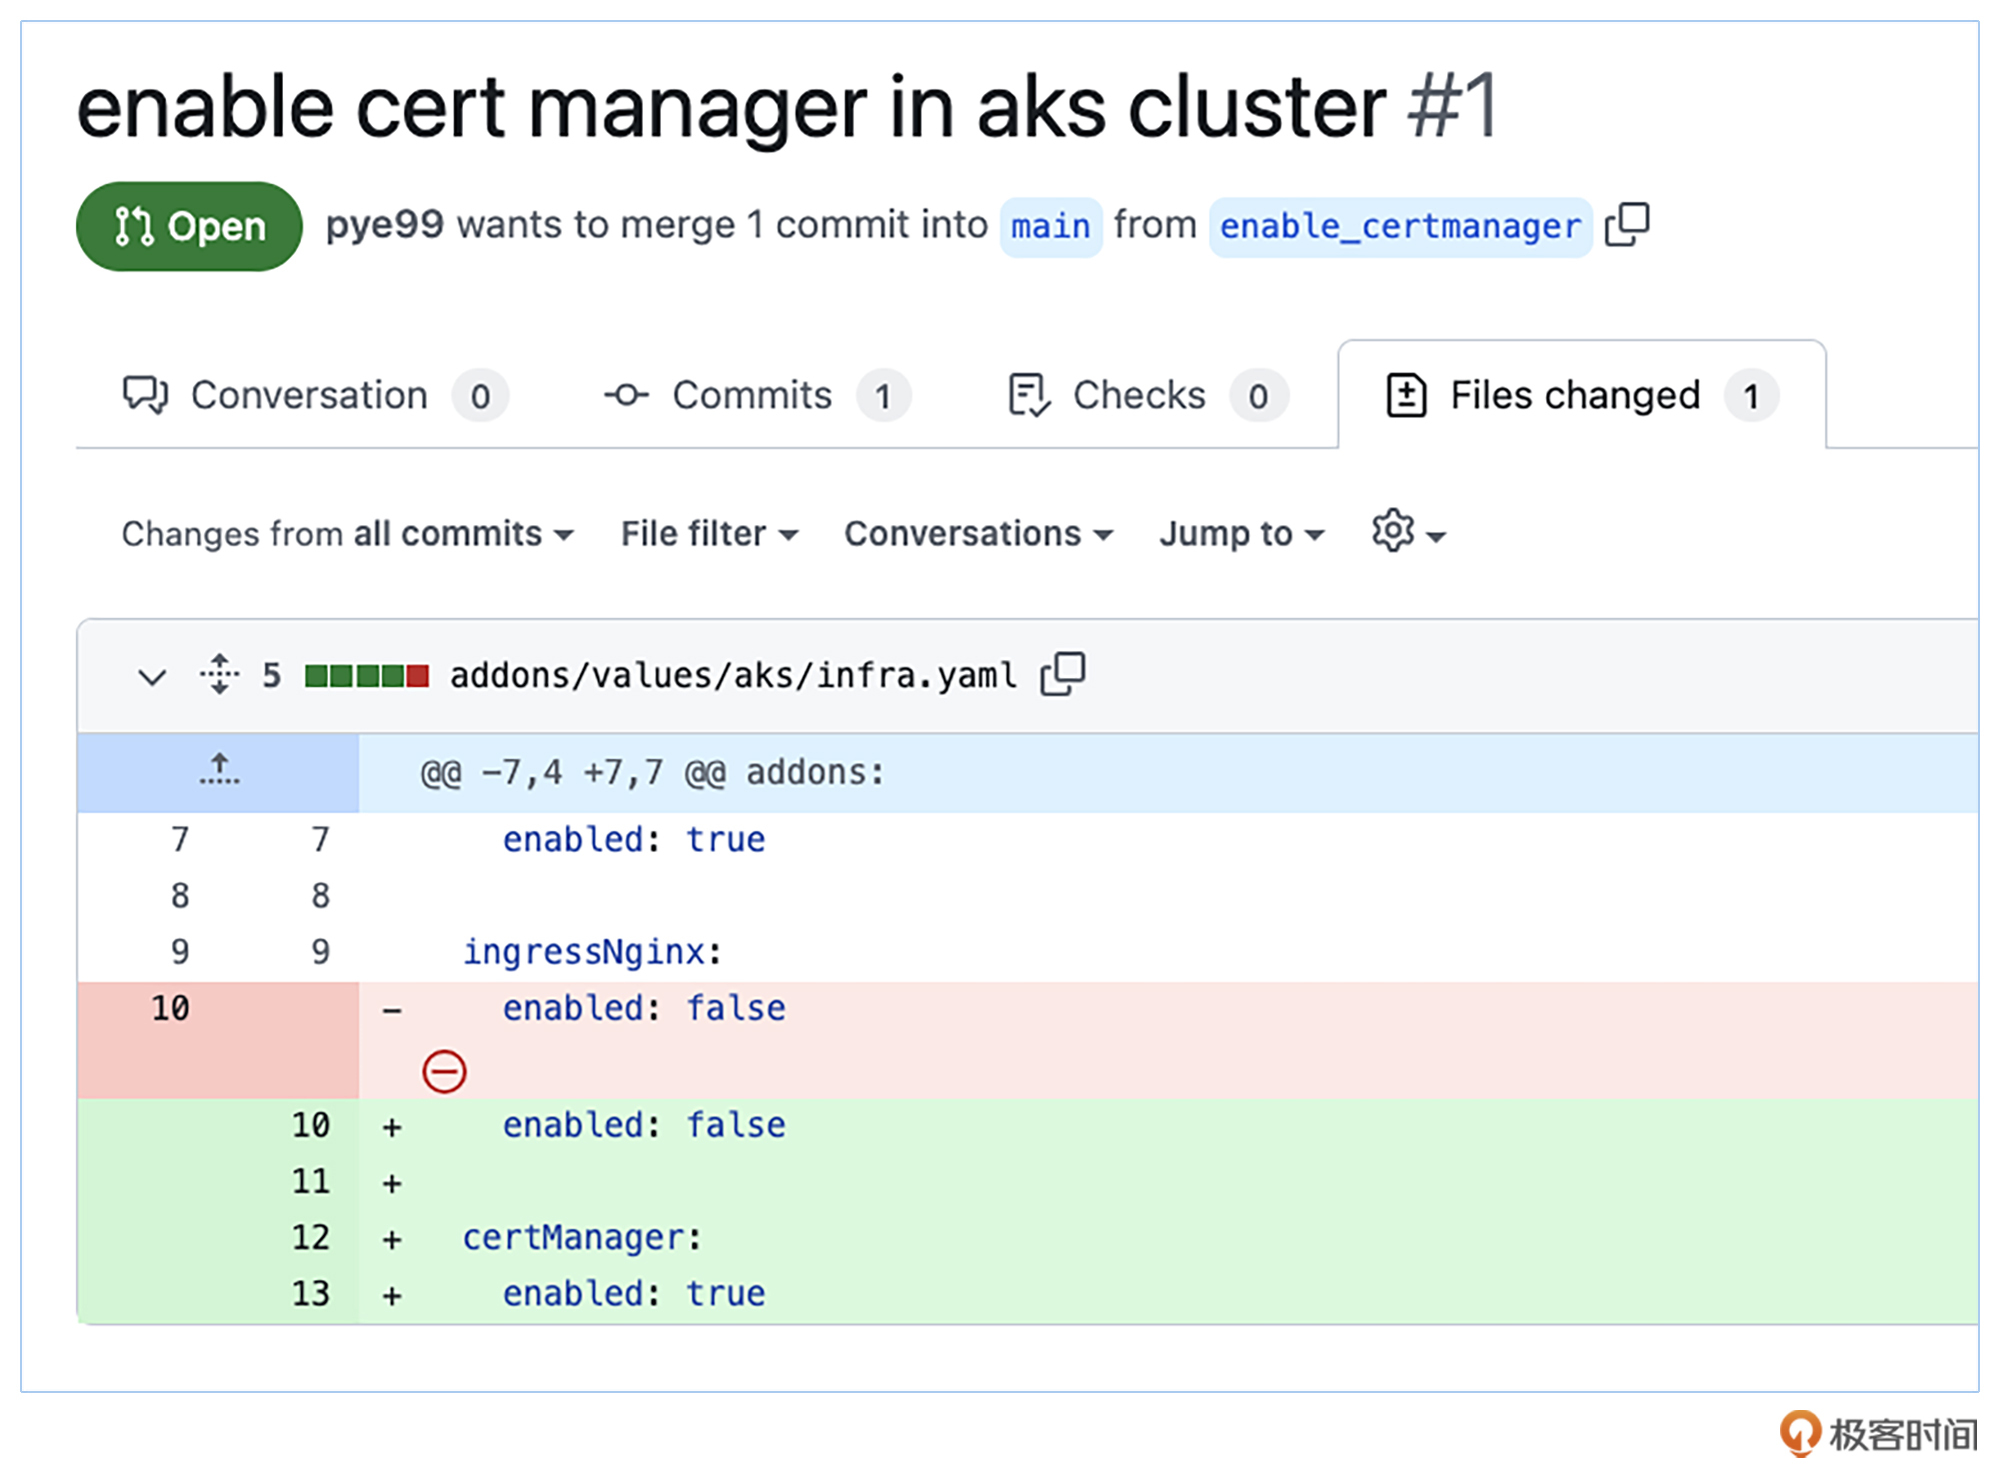 enable cert manager in aks cluster #1
Open pye99 wants to merge 1 commit into main from enable_certmanager
Conversation 0 Commits 1 Checks 0 Files changed 1
Changes from all commits File filter Conversations Jump to
5 addons/values/aks/infra.yaml
@@ -7,4 +7,7 @@ addons:
7 7 enabled: true
8 8
9 9 ingressNginx:
10 - enabled: false
10 + enabled: false
11 +
12 + certManager:
13 + enabled: true
极客时间